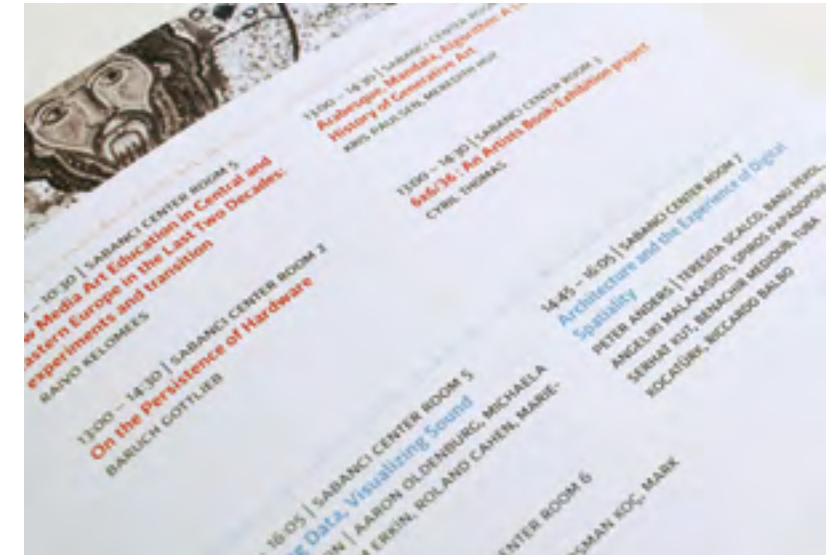 – 10:30 | SABANCI CENTER ROOM 5
Media Art Education in Central and
Eastern Europe in the Last Two Decades:
experiments and transition
RAIVO KELOMEES
13:00 – 14:30 | SABANCI CENTER ROOM 2
On the Persistence of Hardware
BARUCH GOTTLIEB
16:05 | SABANCI CENTER ROOM 5
Data, Visualizing Sound
| AARON OLDENBURG, MICHAELA
ERKIN, ROLAND CAHEN, MARIE-
ROOM 6
KOÇ, MARK
13:00 – 14:30 | SABANCI CENTER
Arabesque, Mandala, Algorithm: A
History of Generative Art
KRIS PAULSEN, MEREDITH HOY
13:00 – 14:30 | SABANCI CENTER ROOM 3
6x6/36 - An Artists Book/Exhibition project
CYRIL THOMAS
14:45 – 16:05 | SABANCI CENTER ROOM 7
Architecture and the Experience of Digital
Spatiality
PETER ANDERS | TERESITA SCALCO, BANU
ANGELIKI MALAKASIOTI, SPIROS
SERHAT KUT, BENACHIR MEDJDUB, TUBA
KOCATÜRK, RICCARDO BALBO